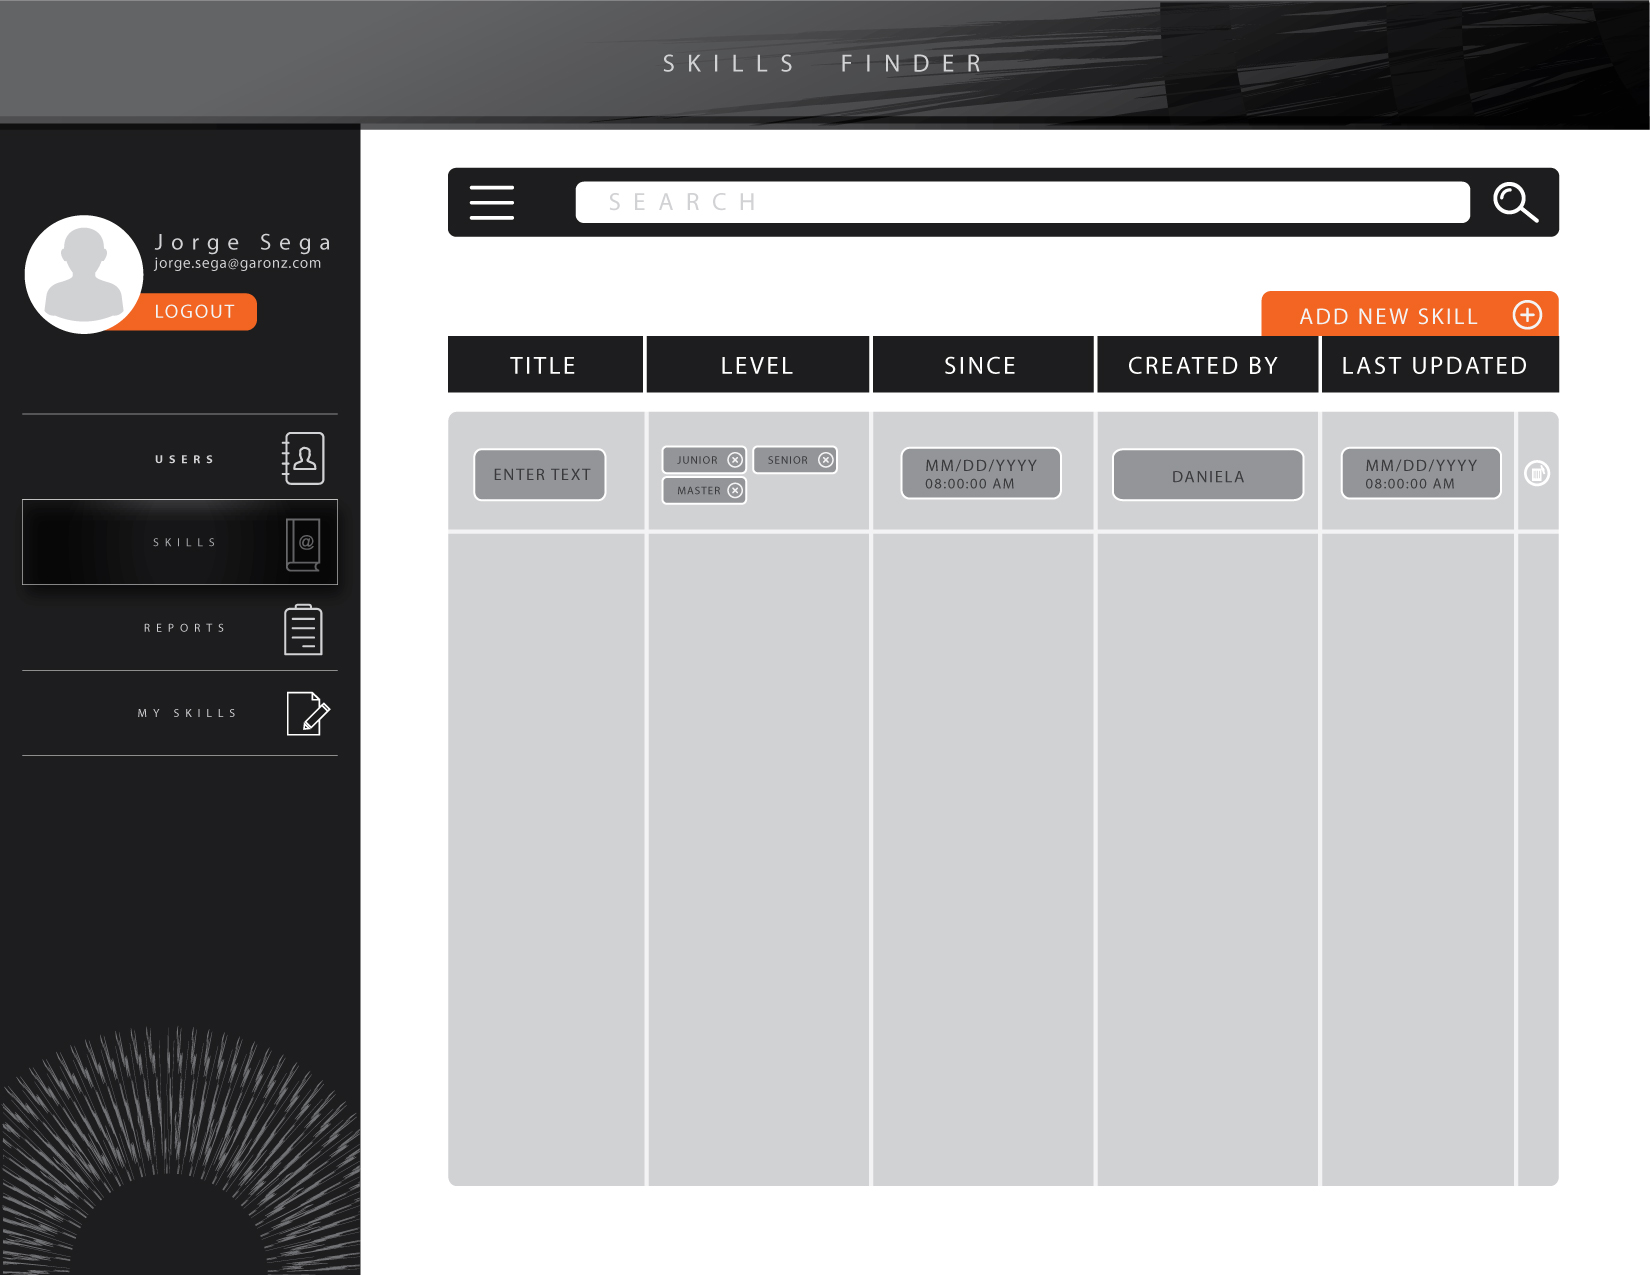 SKILLS FINDER
Jorge Sega
jorge.sega@garonz.com
LOGOUT
USERS
SKILLS
@
REPORTS
MY SKILLS
SEARCH
ADD NEW SKILL
TITLE LEVEL SINCE CREATED BY LAST UPDATED
ENTER TEXT
JUNIOR SENIOR
MASTER
MM/DD/YYYY
08:00:00 AM
DANIELA
MM/DD/YYYY
08:00:00 AM